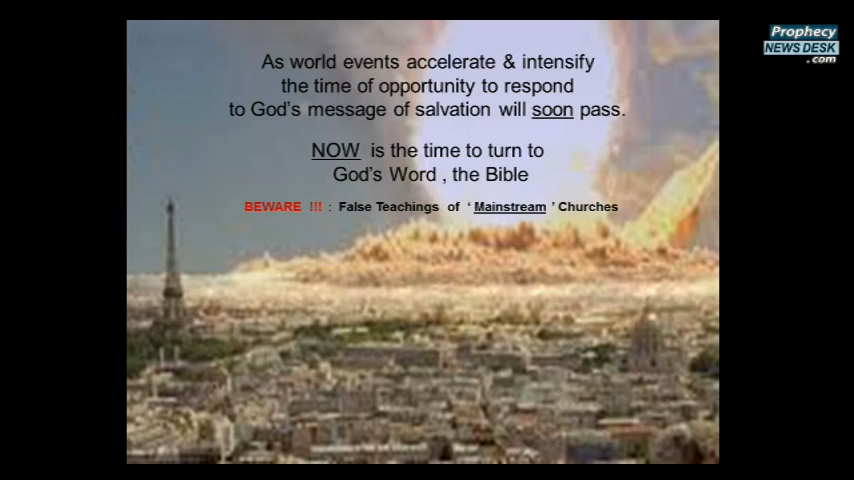 As world events accelerate & intensify
the time of opportunity to respond
to God's message of salvation will soon pass.
NOW is the time to turn to
God's Word , the Bible
BEWARE !!! : False Teachings of ‘ Mainstream ’ Churches
Prophecy
NEWS DESK
.com